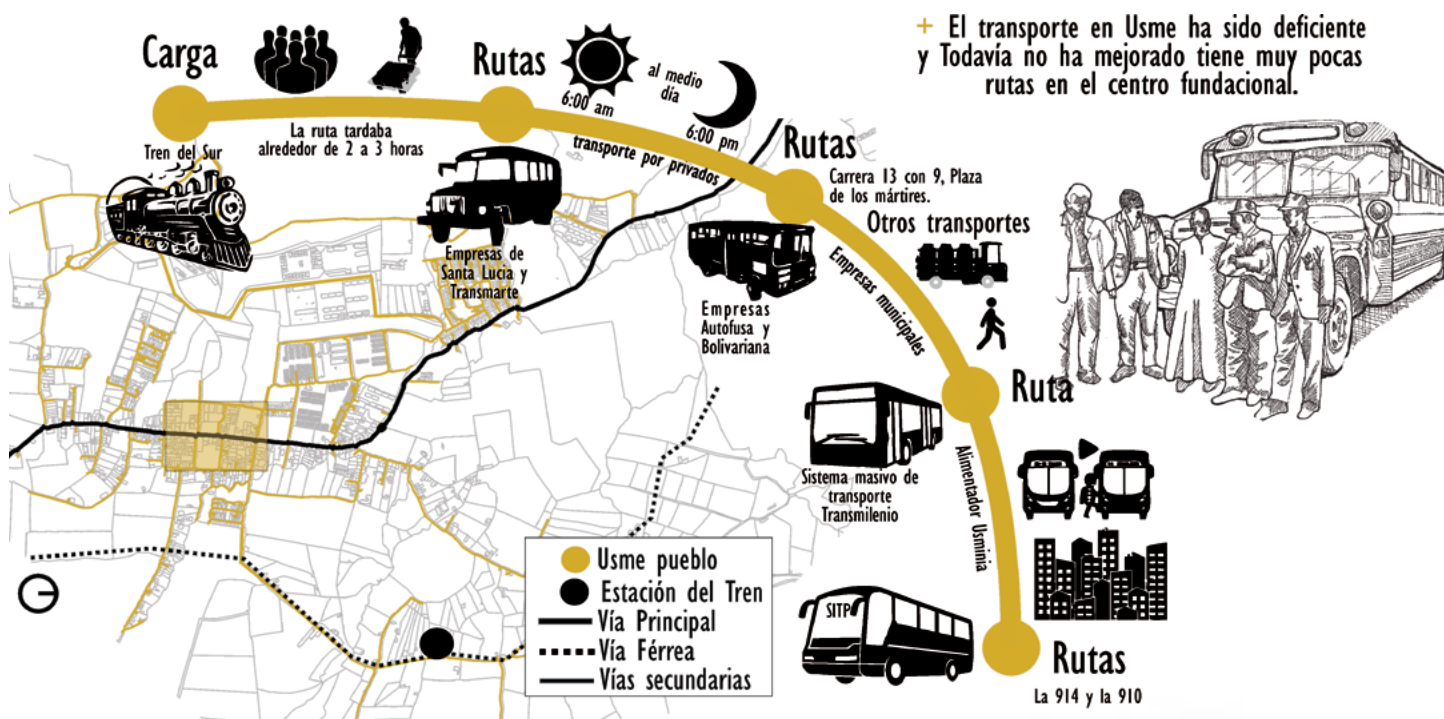 + El transporte en Usme ha sido deficiente
y Todavía no ha mejorado tiene muy pocas
rutas en el centro fundacional.
Carga
La ruta tardaba
alrededor de 2 a 3 horas
Tren del Sur
Rutas
6:00 am
al medio
día
6:00 pm
transporte por privados
Empresas de
Santa Lucia y
Transmarte
Rutas
Carrera 13 con 9, Plaza
de los mártires.
Otros transportes
Empresas
Autofusa y
Bolivariana
Empresas municipales
Ruta
Sistema masivo de
transporte
Transmilenio
Alimentador Usminia
SITP
Rutas
La 914 y la 910
Usme pueblo
Estación del Tren
Vía Principal
Vía Férrea
Vías secundarias